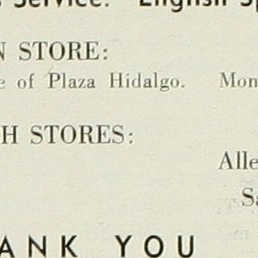 Service. English Sp
N STORE:
e of Plaza Hidalgo. Mon
H STORES:
Alle
Sa
ANK YOU